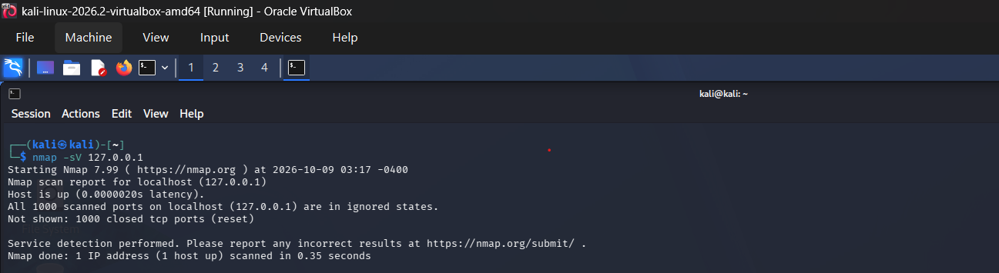 kali-linux-2026.2-virtualbox-amd64 [Running] - Oracle VirtualBox
File Machine View Input Devices Help
1 2 3 4
kali@kali: ~
Session Actions Edit View Help
┌──(kali㉿kali)-[~]
└─$ nmap -sV 127.0.0.1
Starting Nmap 7.99 ( https://nmap.org ) at 2026-10-09 03:17 -0400
Nmap scan report for localhost (127.0.0.1)
Host is up (0.0000020s latency).
All 1000 scanned ports on localhost (127.0.0.1) are in ignored states.
Not shown: 1000 closed tcp ports (reset)
File System
Service detection performed. Please report any incorrect results at https://nmap.org/submit/ .
Nmap done: 1 IP address (1 host up) scanned in 0.35 seconds